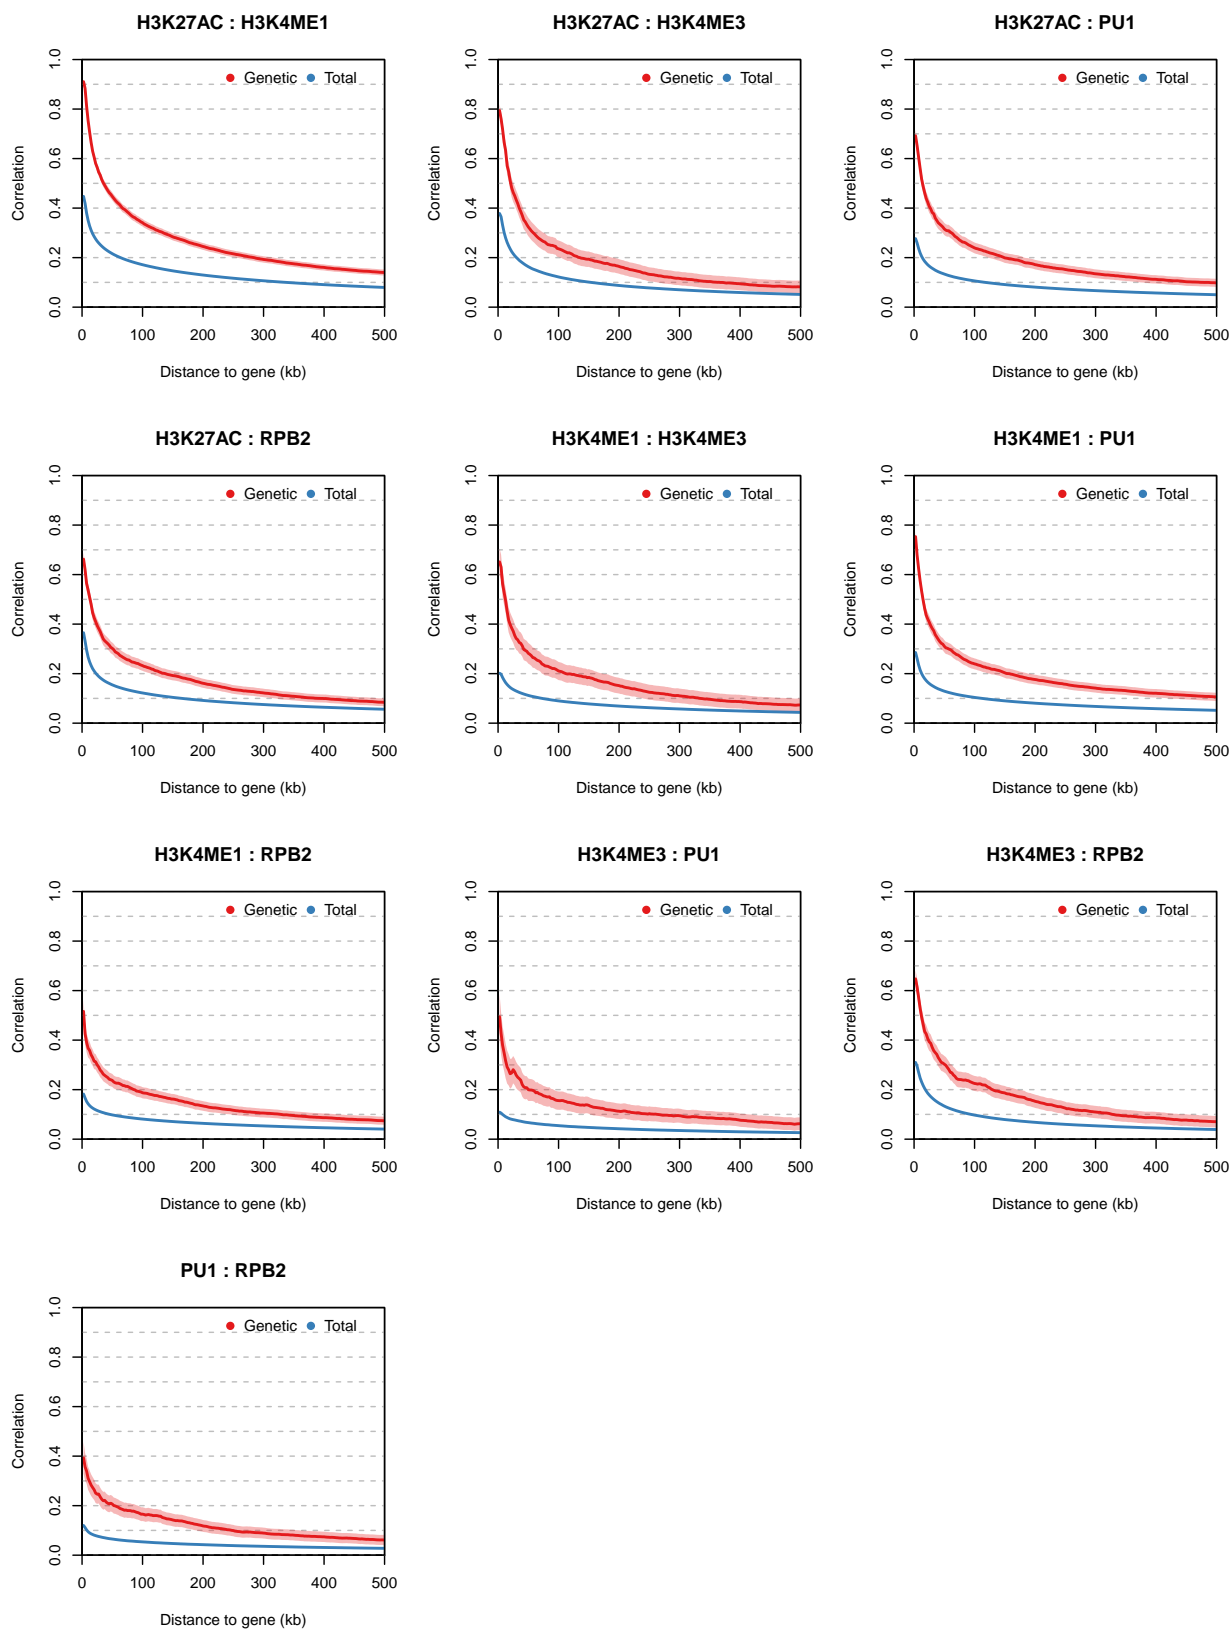 H3K27AC : H3K4ME1
Genetic Total
Correlation
0.0 0.2 0.4 0.6 0.8 1.0
0 100 200 300 400 500
Distance to gene (kb)
H3K27AC : H3K4ME3
Genetic Total
Correlation
0.0 0.2 0.4 0.6 0.8 1.0
0 100 200 300 400 500
Distance to gene (kb)
H3K27AC : PU1
Genetic Total
Correlation
0.0 0.2 0.4 0.6 0.8 1.0
0 100 200 300 400 500
Distance to gene (kb)
H3K27AC : RPB2
Genetic Total
Correlation
0.0 0.2 0.4 0.6 0.8 1.0
0 100 200 300 400 500
Distance to gene (kb)
H3K4ME1 : H3K4ME3
Genetic Total
Correlation
0.0 0.2 0.4 0.6 0.8 1.0
0 100 200 300 400 500
Distance to gene (kb)
H3K4ME1 : PU1
Genetic Total
Correlation
0.0 0.2 0.4 0.6 0.8 1.0
0 100 200 300 400 500
Distance to gene (kb)
H3K4ME1 : RPB2
Genetic Total
Correlation
0.0 0.2 0.4 0.6 0.8 1.0
0 100 200 300 400 500
Distance to gene (kb)
H3K4ME3 : PU1
Genetic Total
Correlation
0.0 0.2 0.4 0.6 0.8 1.0
0 100 200 300 400 500
Distance to gene (kb)
H3K4ME3 : RPB2
Genetic Total
Correlation
0.0 0.2 0.4 0.6 0.8 1.0
0 100 200 300 400 500
Distance to gene (kb)
PU1 : RPB2
Genetic Total
Correlation
0.0 0.2 0.4 0.6 0.8 1.0
0 100 200 300 400 500
Distance to gene (kb)